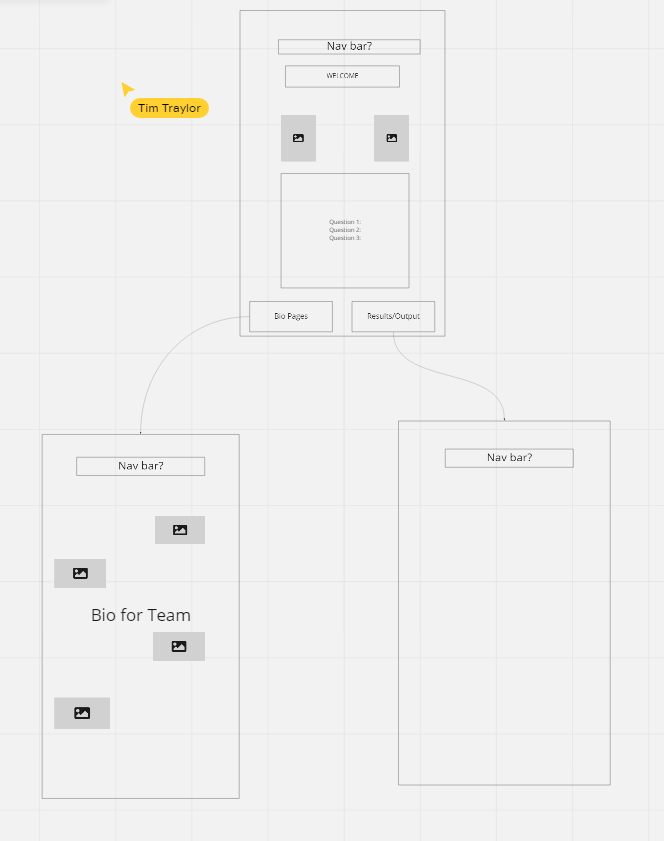 Nav bar?
WELCOME
Tim Traylor
Question 1:
Question 2:
Question 3:
Bio Pages
Results/Output
Nav bar?
Bio for Team
Nav bar?